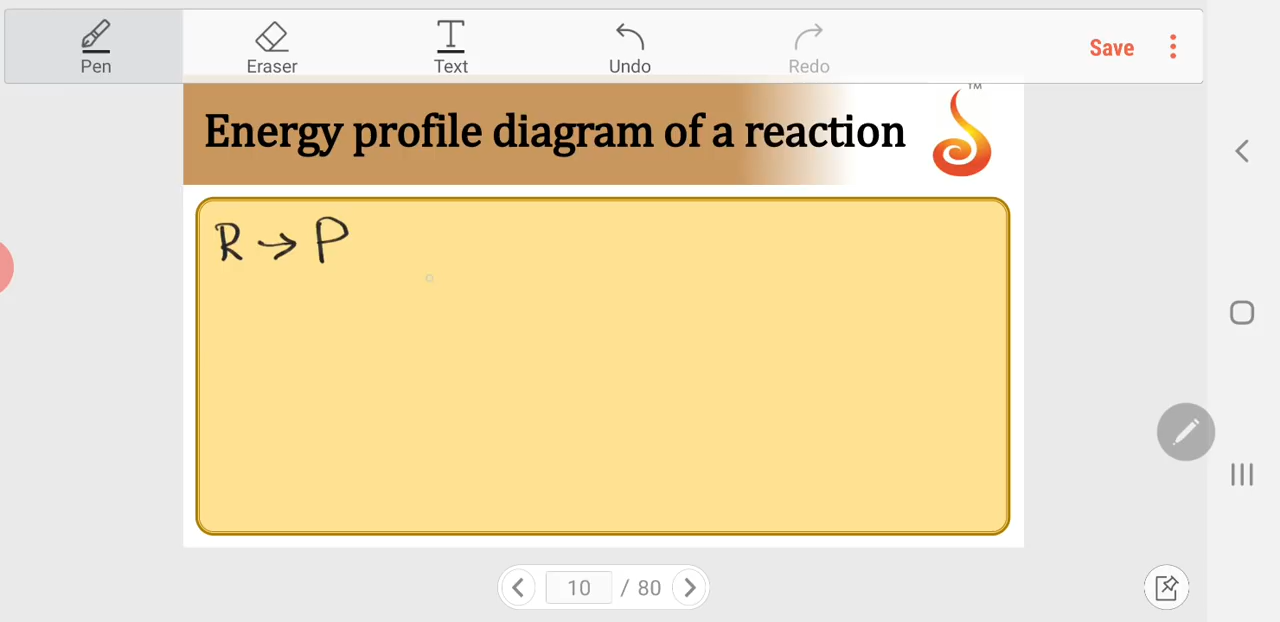 Pen Eraser Text Undo Redo Save
TM
Energy profile diagram of a reaction
R → P
10 / 80